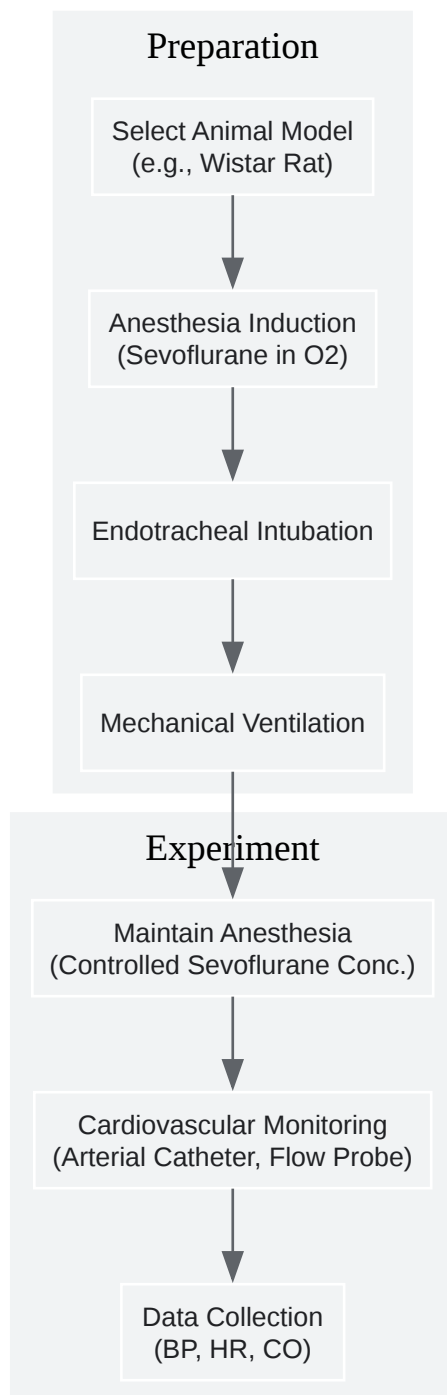 Preparation
Select Animal Model
(e.g., Wistar Rat)
Anesthesia Induction
(Sevoflurane in O2)
Endotracheal Intubation
Mechanical Ventilation
Experiment
Maintain Anesthesia
(Controlled Sevoflurane Conc.)
Cardiovascular Monitoring
(Arterial Catheter, Flow Probe)
Data Collection
(BP, HR, CO)